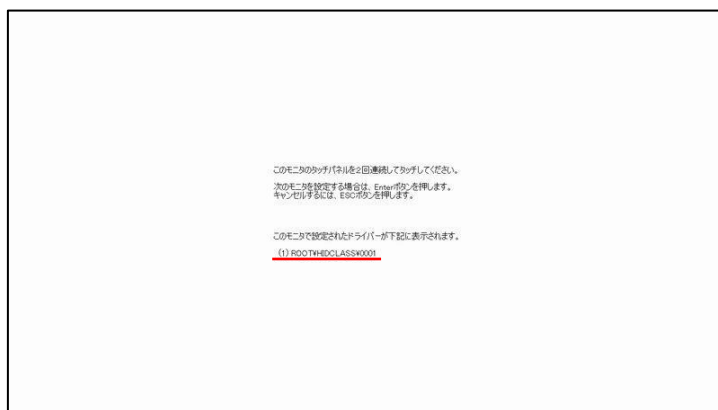 このモニタのタッチパネルを2回連続してタッチしてください。
次のモニタを設定する場合は、Enterボタンを押します。
キャンセルするには、ESCボタンを押します。
このモニタで設定されたドライバーが下記に表示されます。
(1) ROOT¥HIDCLASS¥0001